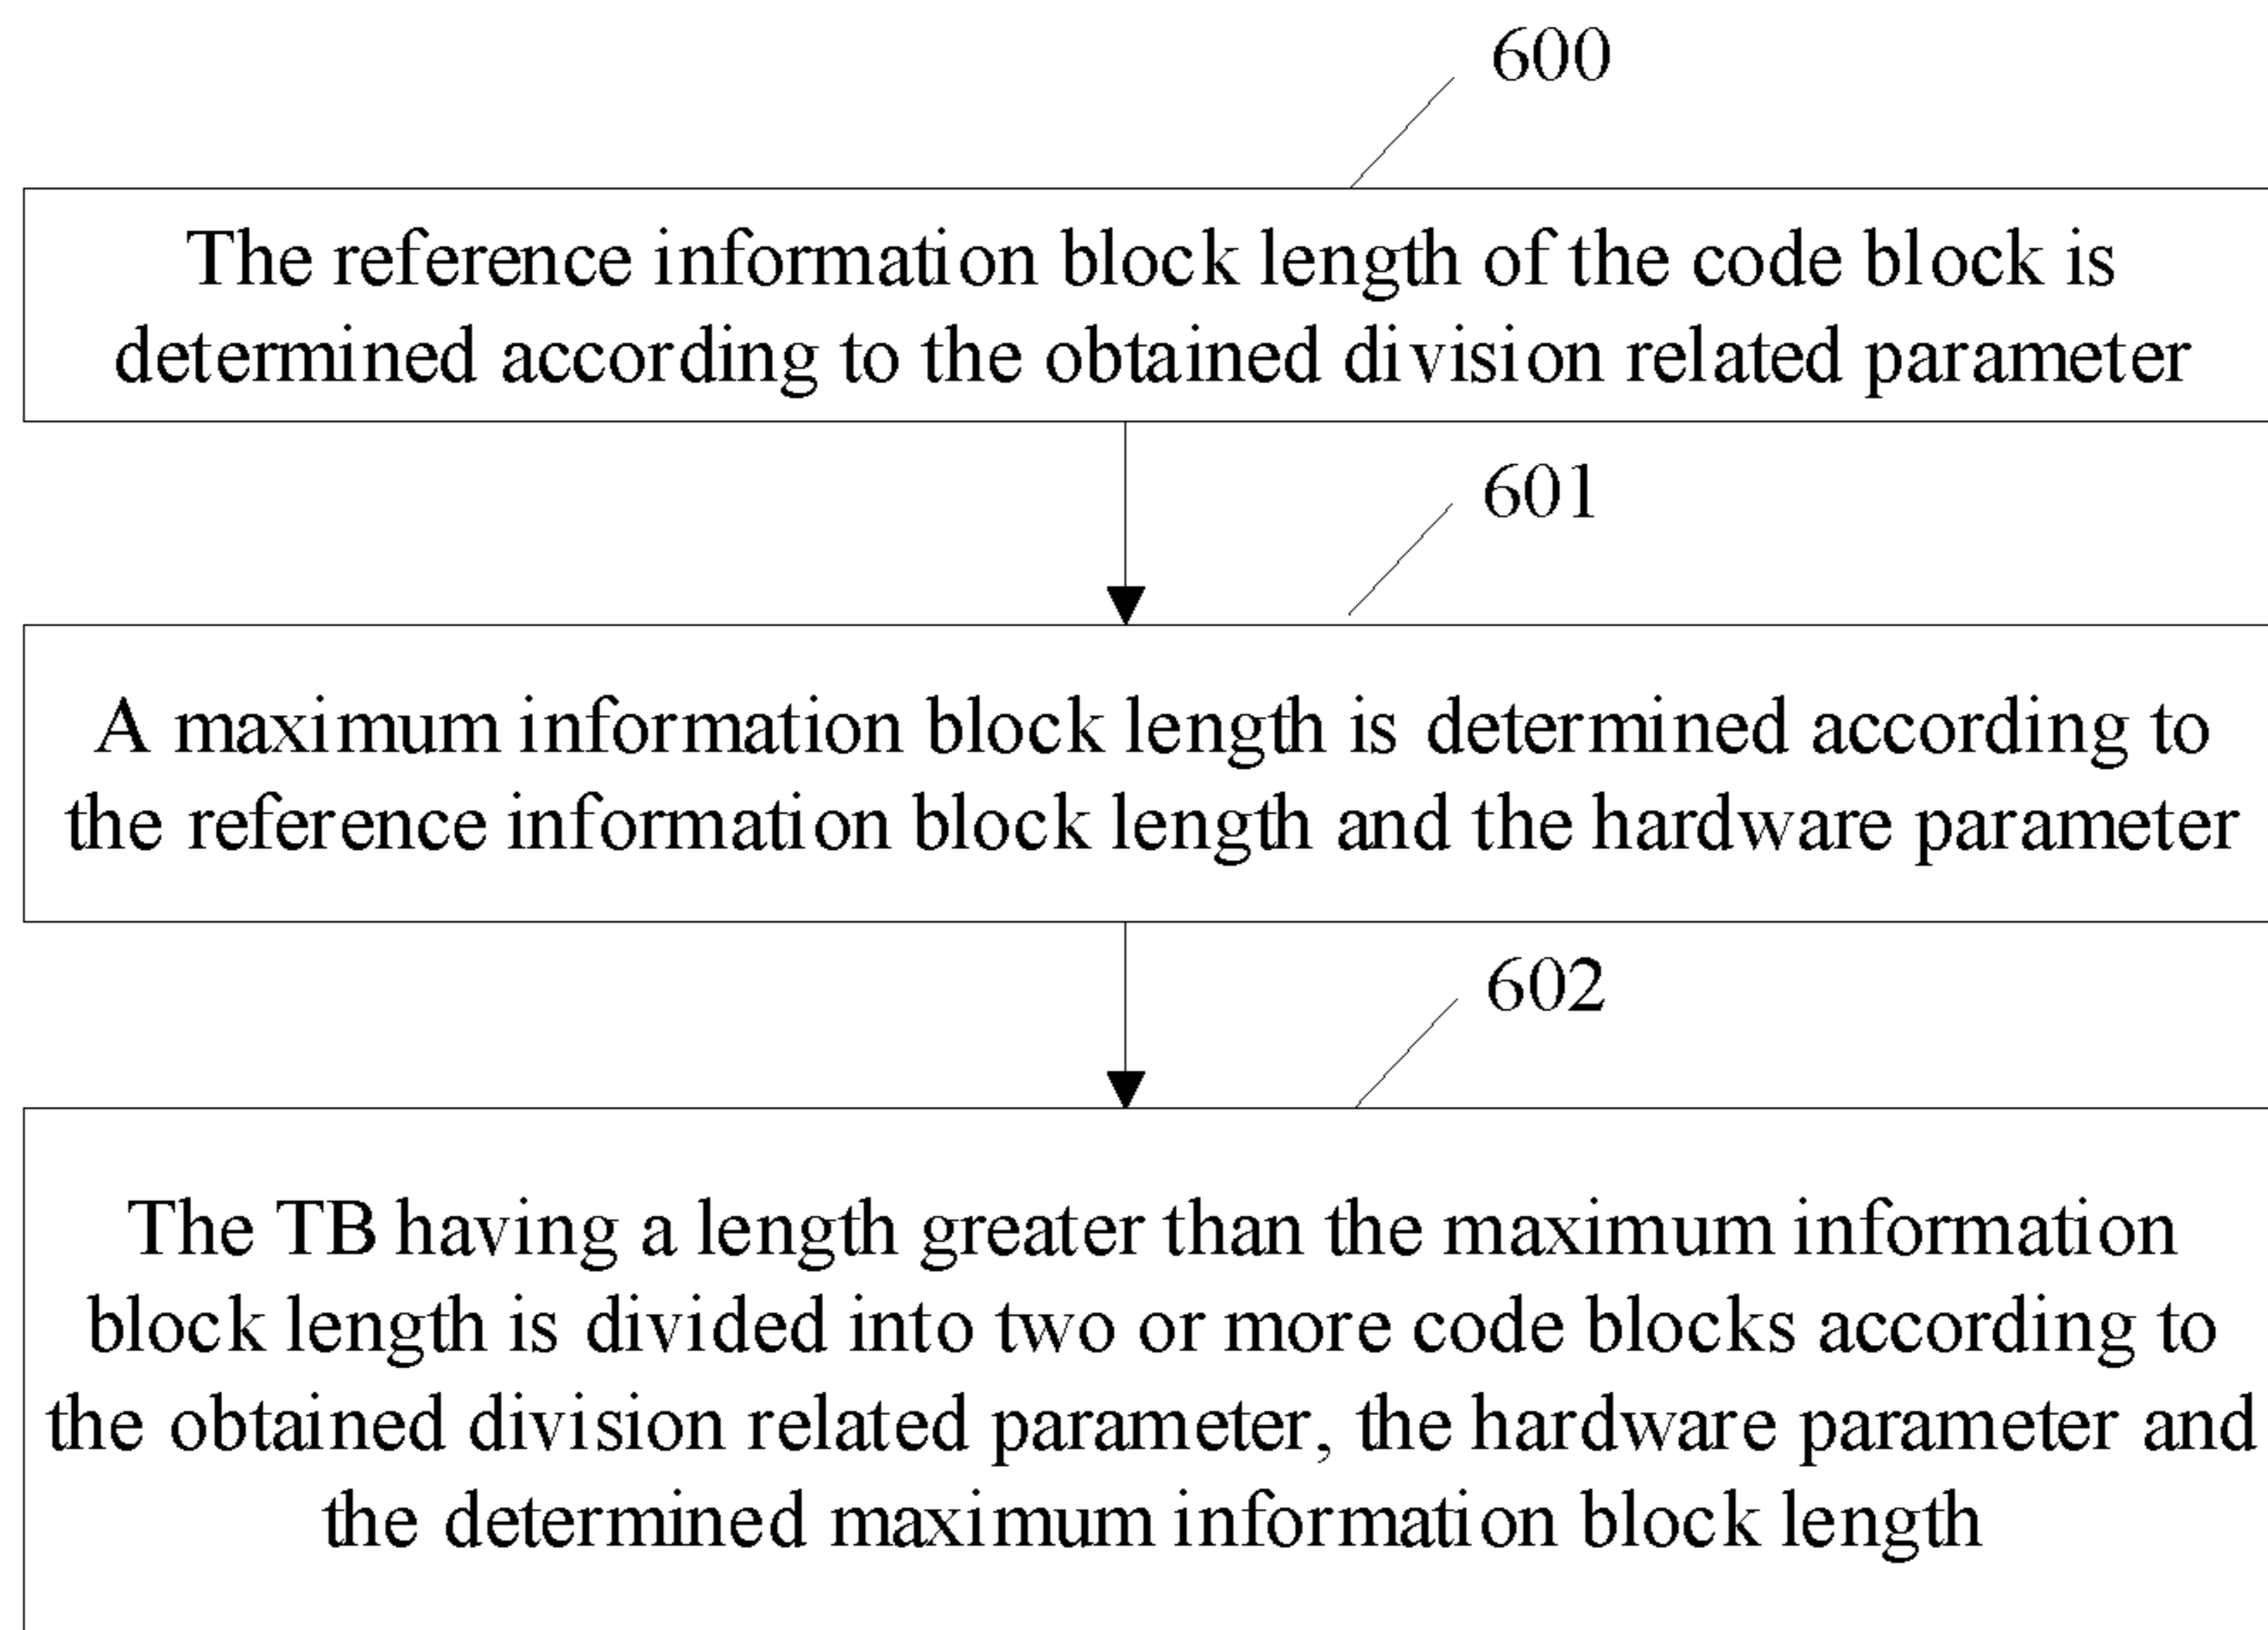 600
The reference information block length of the code block is
determined according to the obtained division related parameter
601
A maximum information block length is determined according to
the reference information block length and the hardware parameter
602
The TB having a length greater than the maximum information
block length is divided into two or more code blocks according to
the obtained division related parameter, the hardware parameter and
the determined maximum information block length